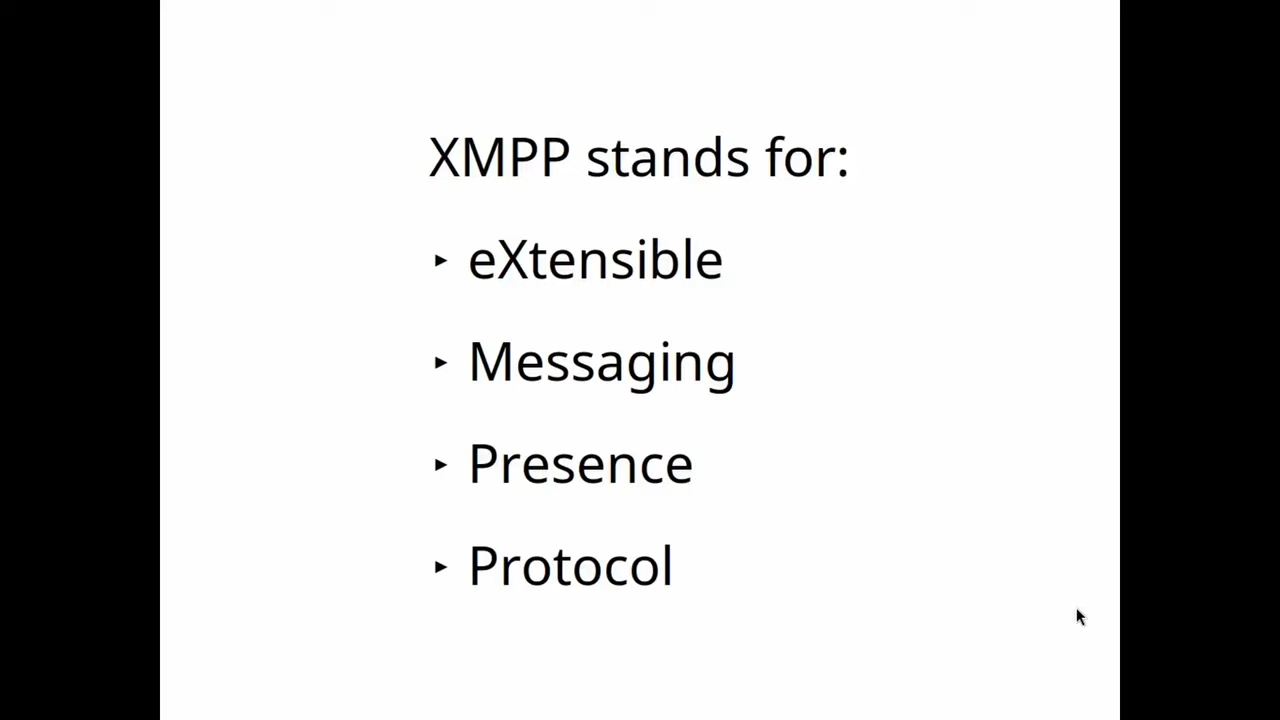 XMPP stands for:
‣ eXtensible
‣ Messaging
‣ Presence
‣ Protocol